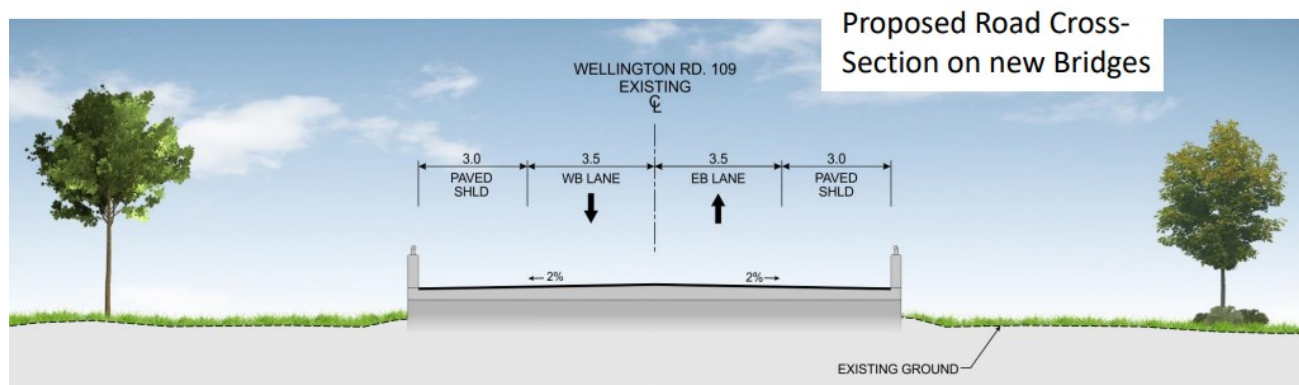 Proposed Road Cross-
Section on new Bridges
WELLINGTON RD. 109
EXISTING
℄
3.0
3.5
3.5
3.0
PAVED
SHLD
WB LANE
EB LANE
PAVED
SHLD
2%
2%
EXISTING GROUND